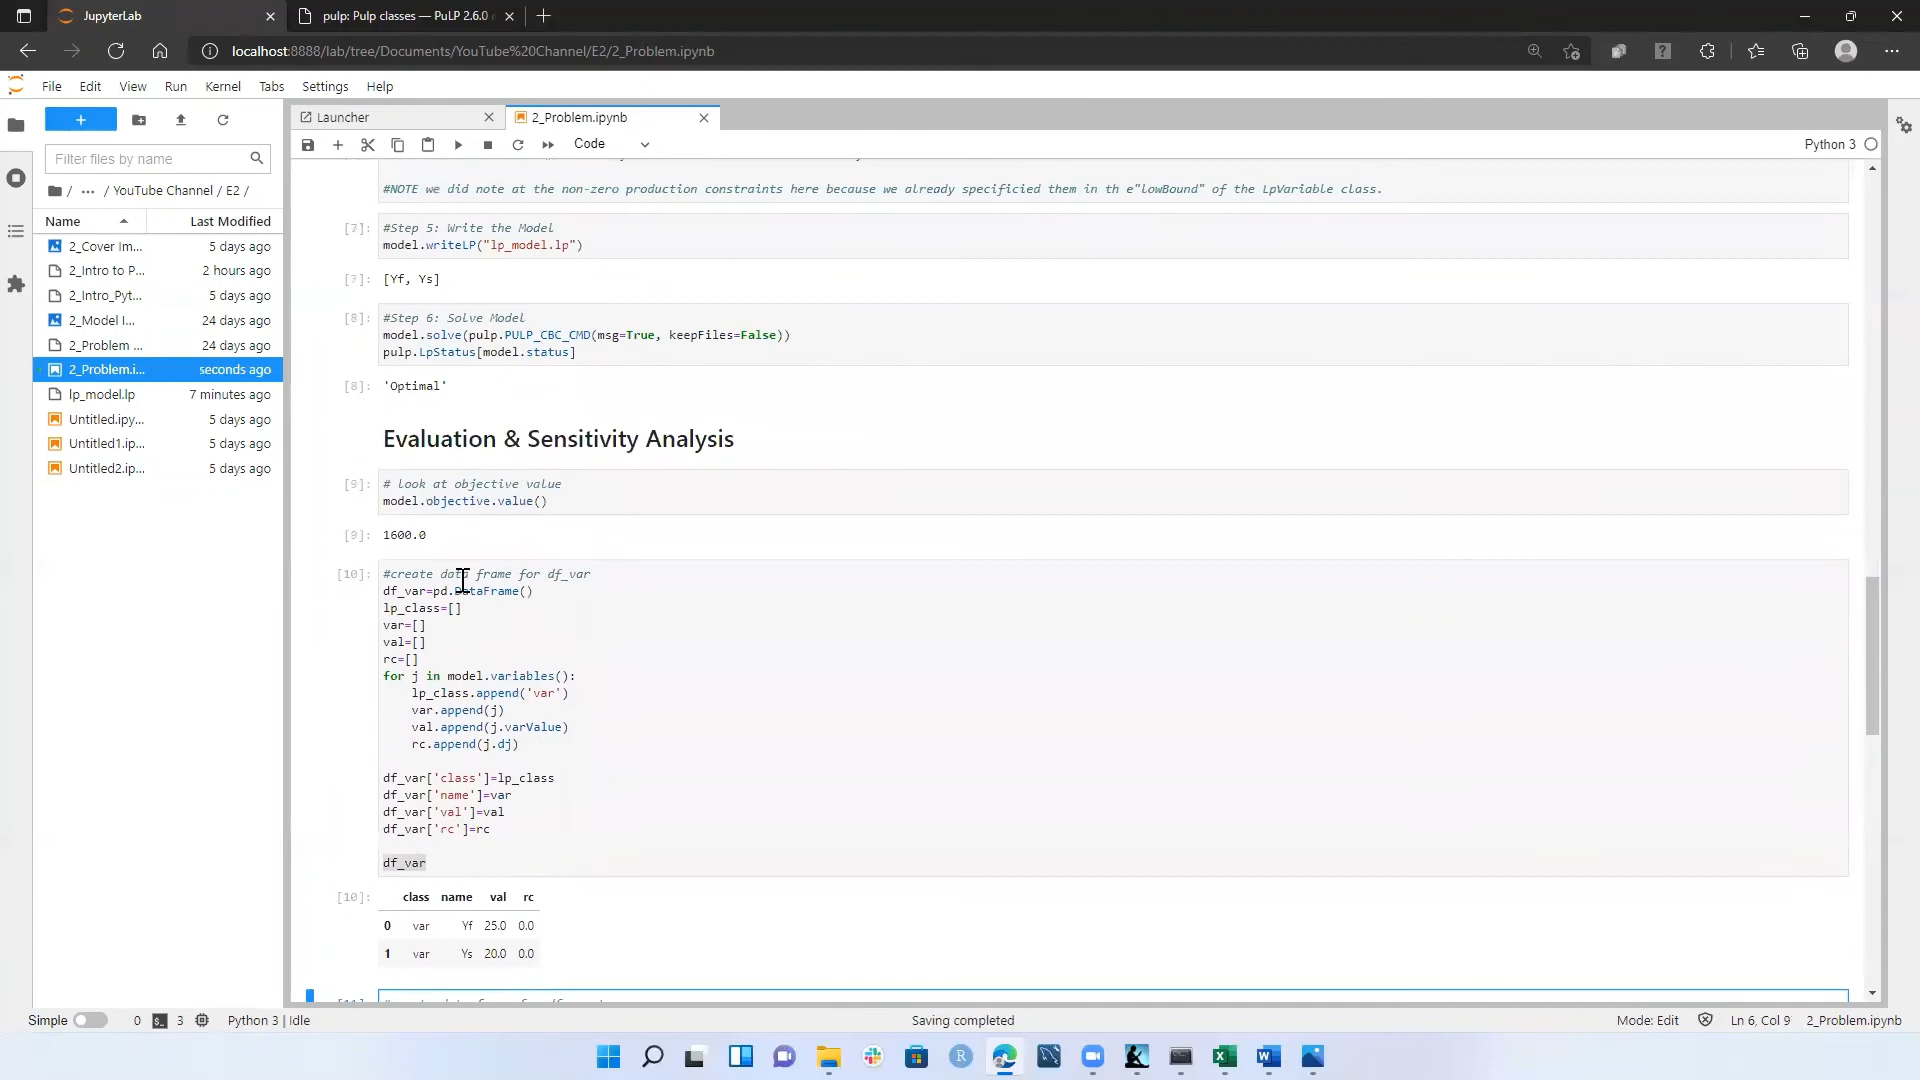 JupyterLab
pulp: Pulp classes — PuLP 2.6.0
localhost:8888/lab/tree/Documents/YouTube%20Channel/E2/2_Problem.ipynb
File Edit View Run Kernel Tabs Settings Help
Launcher
2_Problem.ipynb
Code
Python 3
Filter files by name
/ ··· / YouTube Channel / E2 /
Name Last Modified
2_Cover Im... 5 days ago
2_Intro to P... 2 hours ago
2_Intro_Pyt... 5 days ago
2_Model I... 24 days ago
2_Problem ... 24 days ago
2_Problem.i... seconds ago
lp_model.lp 7 minutes ago
Untitled.ipy... 5 days ago
Untitled1.ip... 5 days ago
Untitled2.ip... 5 days ago
#NOTE we did note at the non-zero production constraints here because we already specificied them in th e"lowBound" of the LpVariable class.
[7]: #Step 5: Write the Model
model.writeLP("lp_model.lp")
[7]: [Yf, Ys]
[8]: #Step 6: Solve Model
model.solve(pulp.PULP_CBC_CMD(msg=True, keepFiles=False))
pulp.LpStatus[model.status]
[8]: 'Optimal'
Evaluation & Sensitivity Analysis
[9]: # look at objective value
model.objective.value()
[9]: 1600.0
[10]: #create data frame for df_var
df_var=pd.DataFrame()
lp_class=[]
var=[]
val=[]
rc=[]
for j in model.variables():
lp_class.append('var')
var.append(j)
val.append(j.varValue)
rc.append(j.dj)
df_var['class']=lp_class
df_var['name']=var
df_var['val']=val
df_var['rc']=rc
df_var
[10]: class name val rc
0 var Yf 25.0 0.0
1 var Ys 20.0 0.0
Simple 0 3 Python 3 | Idle Saving completed Mode: Edit Ln 6, Col 9 2_Problem.ipynb